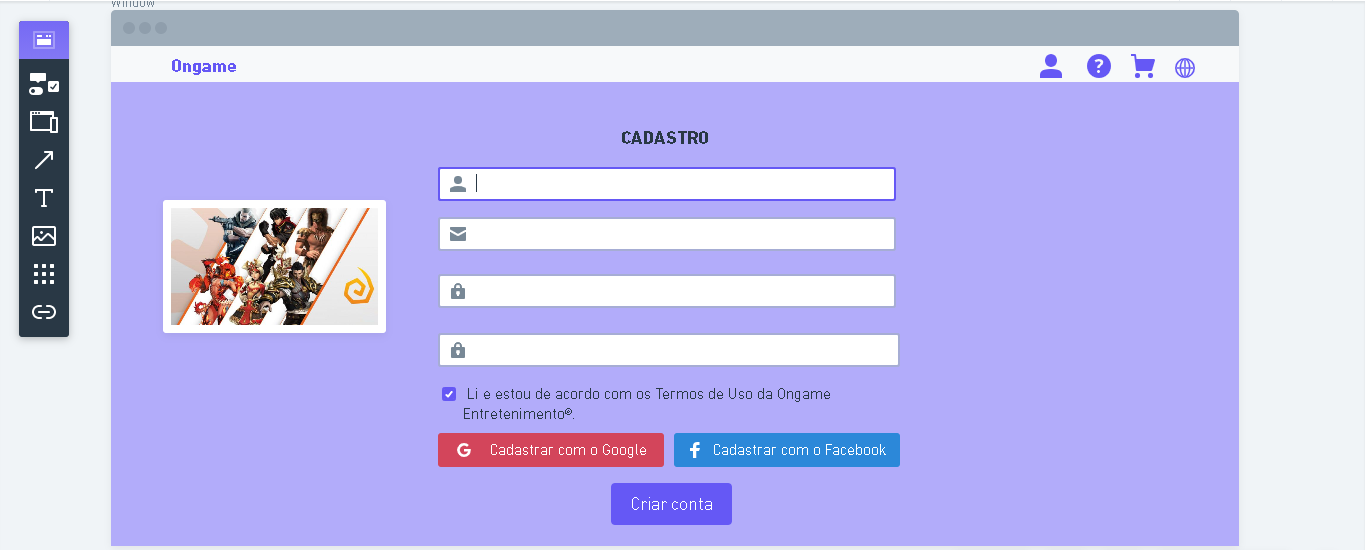 Window
Ongame
CADASTRO
Li e estou de acordo com os Termos de Uso da Ongame
Entretenimento®.
Cadastrar com o Google
Cadastrar com o Facebook
Criar conta